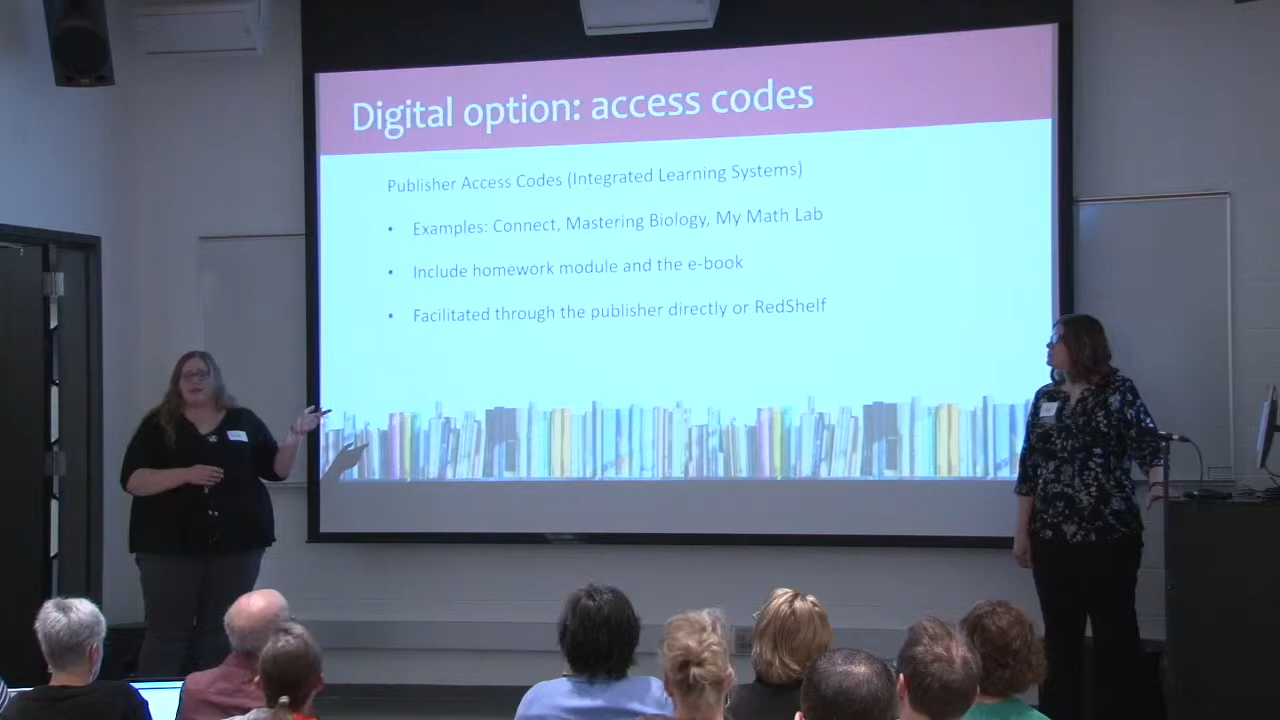 Digital option: access codes
Publisher Access Codes (Integrated Learning Systems)
• Examples: Connect, Mastering Biology, My Math Lab
• Include homework module and the e-book
• Facilitated through the publisher directly or RedShelf